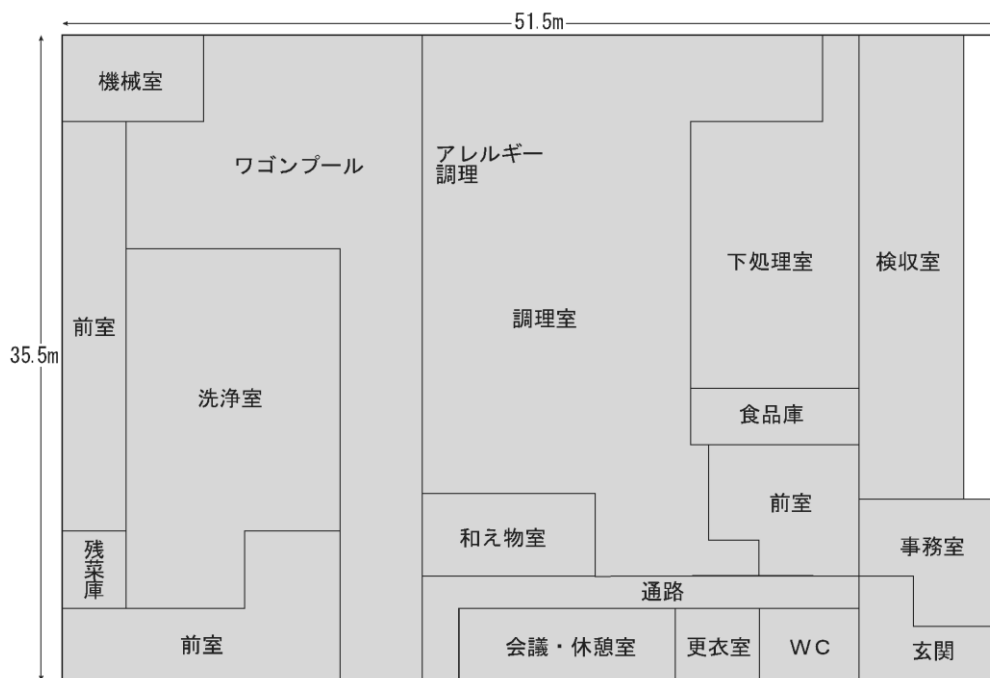 51.5m
機械室
ワゴンプール
アレルギー
調理
下処理室
検収室
調理室
前室
35.5m
洗浄室
食品庫
前室
和え物室
事務室
残菜庫
通路
前室
会議・休憩室
更衣室
WC
玄関